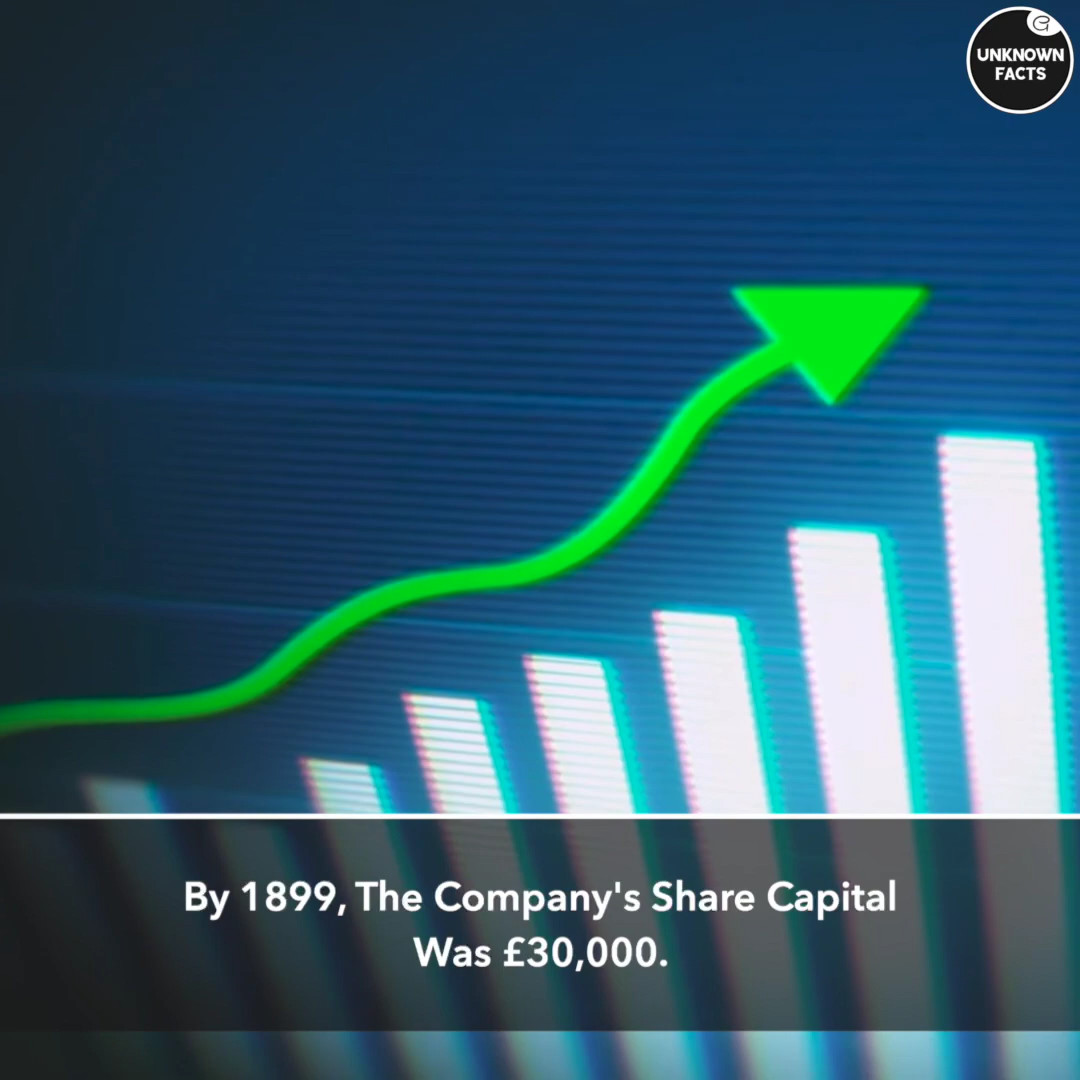 G
UNKNOWN
FACTS
By 1899, The Company's Share Capital
Was £30,000.